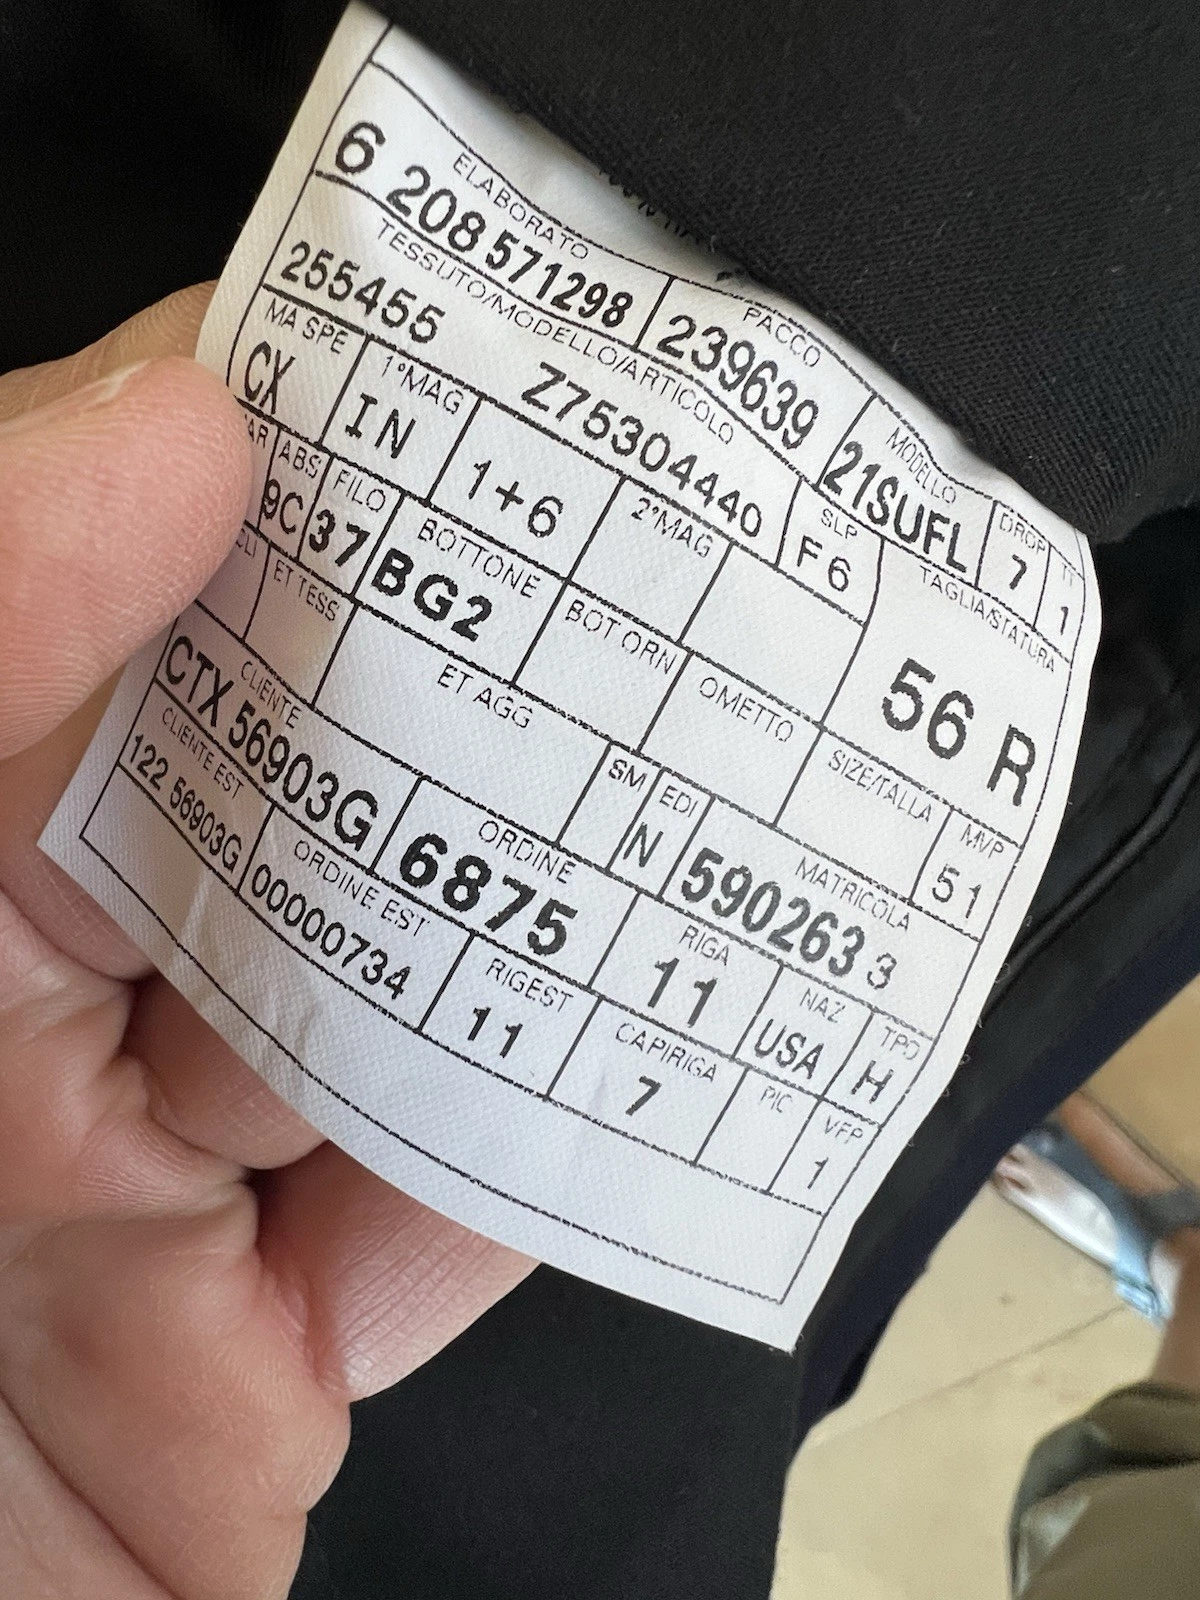 ELABORATO PACCO MODELLO DROP TT
6 208 571298 239639 21SUFL 7 1
TESSUTO/MODELLO/ARTICOLO SLP TAGLIA/STATURA
255455 Z75304440 F6 56 R
MA SPE 1°MAG 2°MAG
CX IN 1+6
ABS FILO BOTTONE BOT ORN OMETTO SIZE/TALLA MVP
9C 37 BG2 51
ET TESS ET AGG SM EDI MATRICOLA
N 5902633
CLIENTE ORDINE RIGA NAZ TPO
CTX 56903G 6875 11 USA H
CLIENTE EST ORDINE EST RIGEST CAPIRIGA PIC VFP
122 56903G 00000734 11 7 1